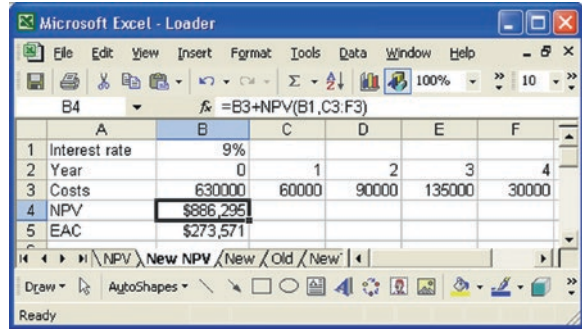 Microsoft Excel - Loader
File Edit View Insert Format Tools Data Window Help
Σ 100% » 10 »
B4 fx =B3+NPV(B1,C3:F3)
A B C D E F
1 Interest rate 9%
2 Year 0 1 2 3 4
3 Costs 630000 60000 90000 135000 30000
4 NPV $886,295
5 EAC $273,571
NPV New NPV New Old New
Draw AutoShapes »
Ready